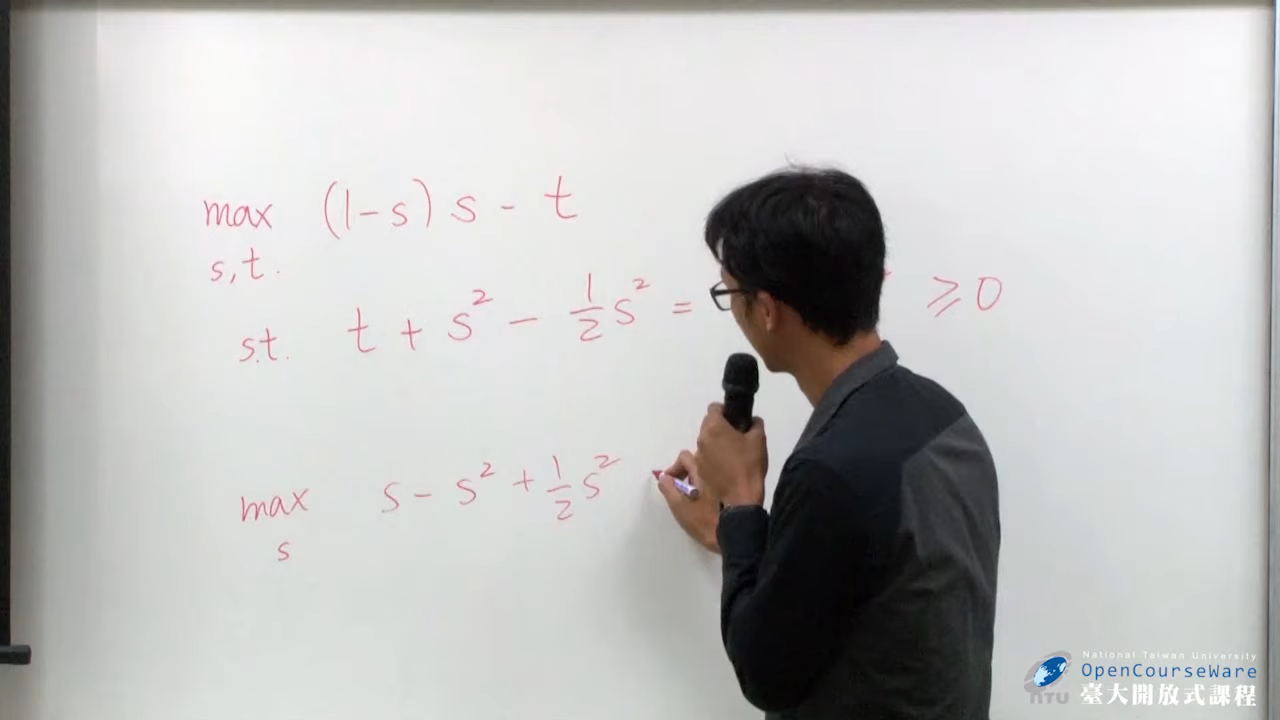 max (1-s) s - t
s,t.
s.t. t + s² - ½s² = ≥0
max s - s² + ½s²
s
National Taiwan University
OpenCourseWare
NTU 臺大開放式課程